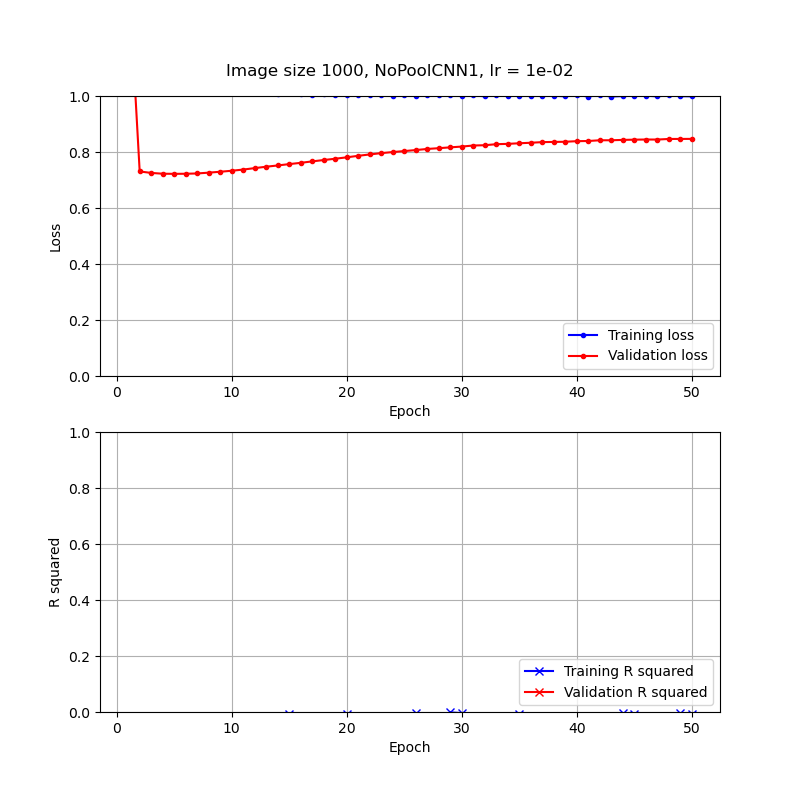 Image size 1000, NoPoolCNN1, lr = 1e-02
1.0
0.8
0.6
0.4
0.2
0.0
Loss
Training loss
Validation loss
0 10 20 30 40 50
Epoch
1.0
0.8
0.6
0.4
0.2
0.0
R squared
Training R squared
Validation R squared
0 10 20 30 40 50
Epoch